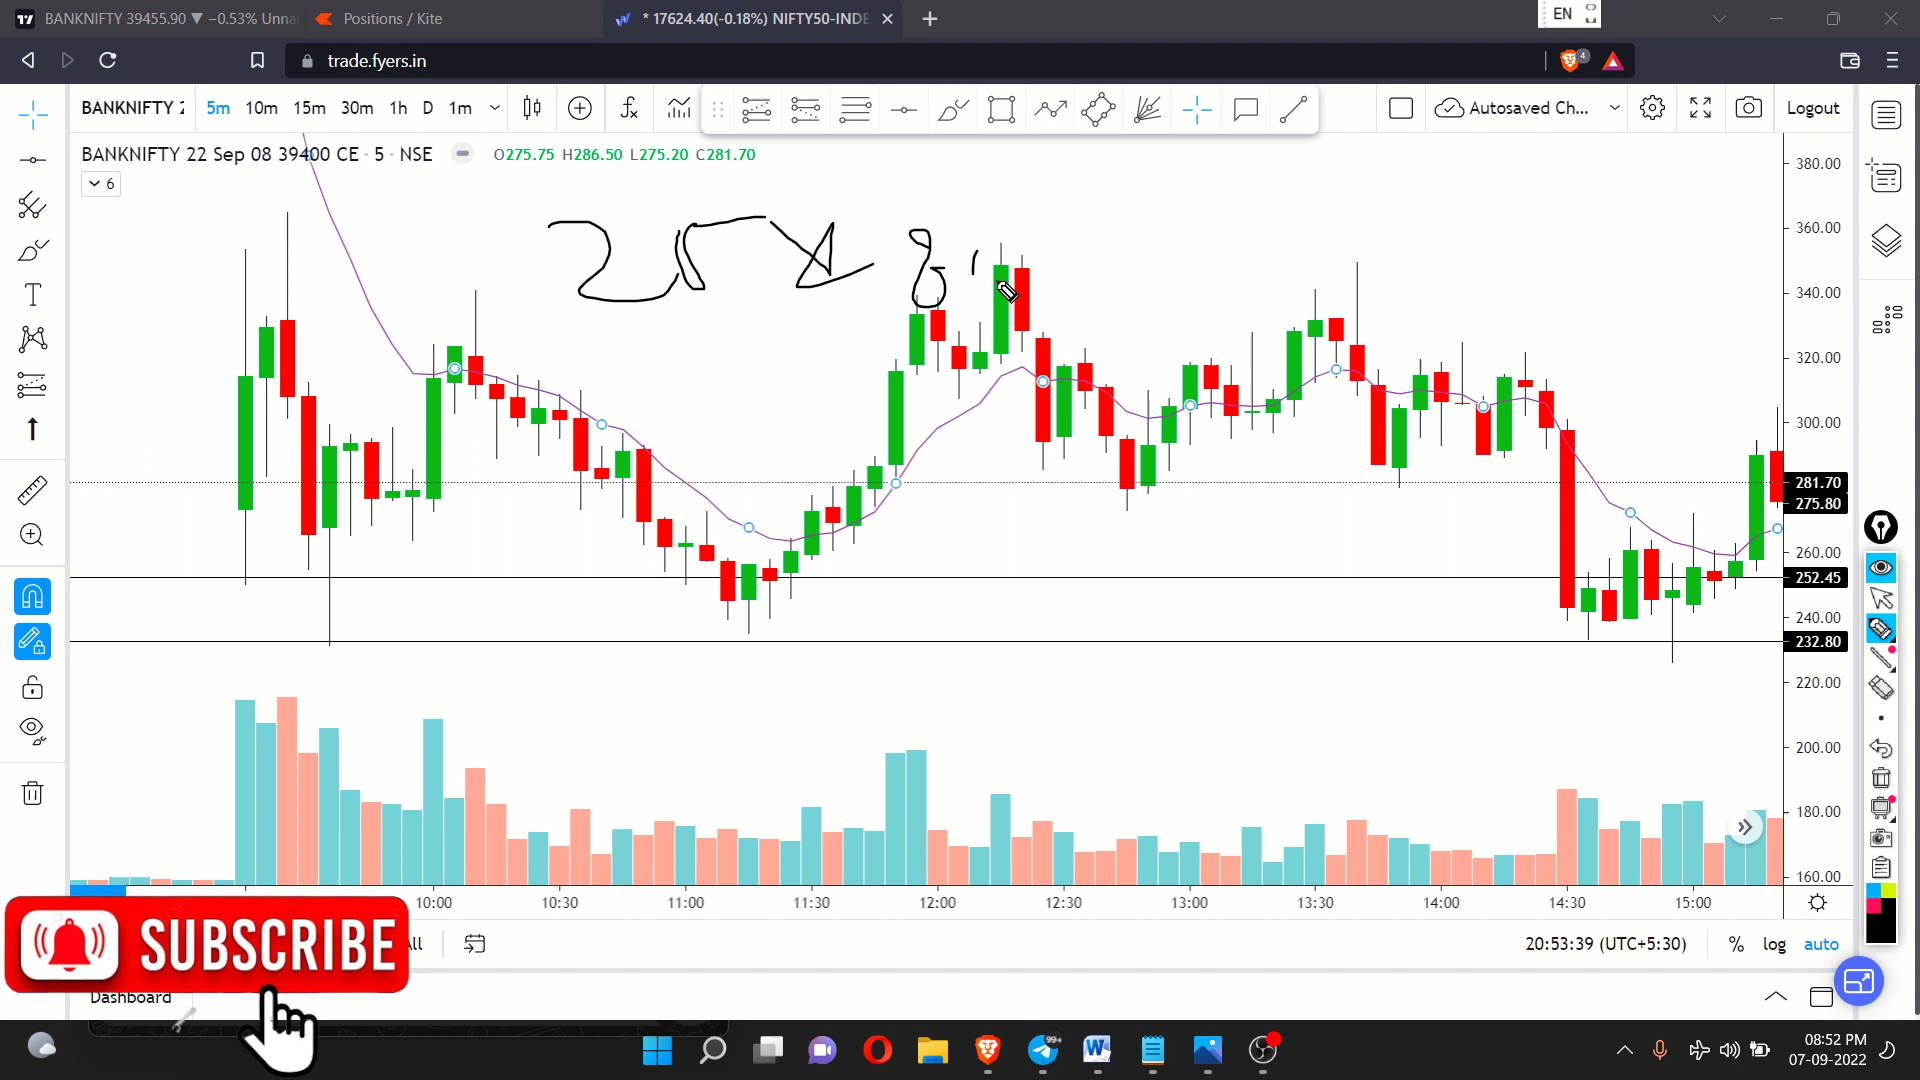 BANKNIFTY 39455.90 ▼ −0.53% Unna
Positions / Kite
* 17624.40(-0.18%) NIFTY50-INDE
EN
trade.fyers.in
4
BANKNIFTY 2
5m 10m 15m 30m 1h D 1m
Autosaved Ch...
Logout
BANKNIFTY 22 Sep 08 39400 CE · 5 · NSE
O275.75 H286.50 L275.20 C281.70
6
380.00
360.00
340.00
320.00
300.00
281.70
275.80
260.00
252.45
240.00
232.80
220.00
200.00
180.00
160.00
10:00 10:30 11:00 11:30 12:00 12:30 13:00 13:30 14:00 14:30 15:00
SUBSCRIBE
All
20:53:39 (UTC+5:30)
% log auto
Dashboard
99+
08:52 PM
07-09-2022